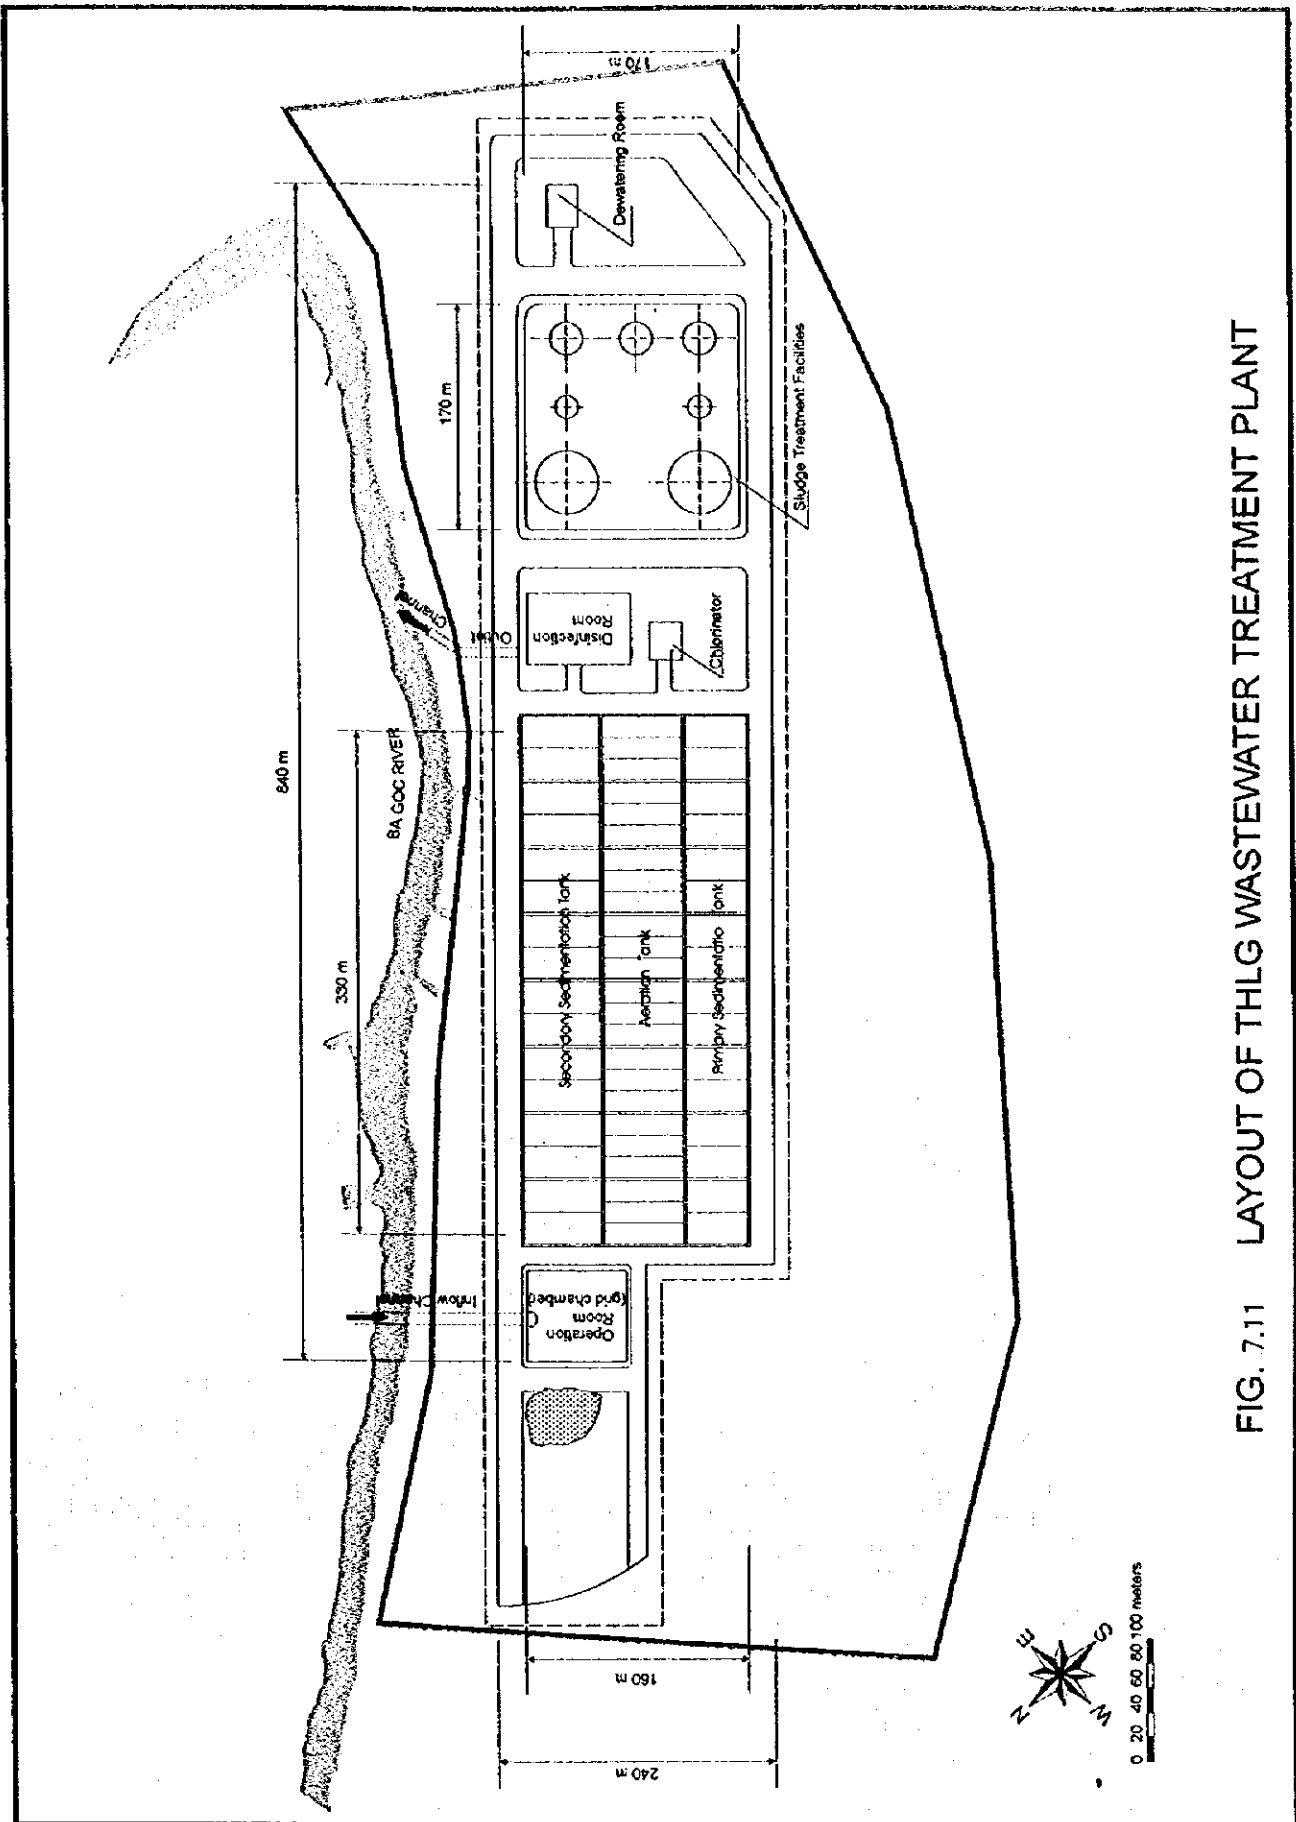 170 m
Dewatering Room
840 m
170 m
Sludge Treatment Facilities
Channel
Outlet
Disinfection
Room
Chlorinator
BA GOC RIVER
330 m
Secondary Sedimentation Tank
Aeration Tank
Primary Sedimentatio Tank
Inflow Channel
Operation
Room
(grid chamber)
160 m
240 m
N
E
S
W
0 20 40 60 80 100 meters
FIG. 7.11 LAYOUT OF THLG WASTEWATER TREATMENT PLANT